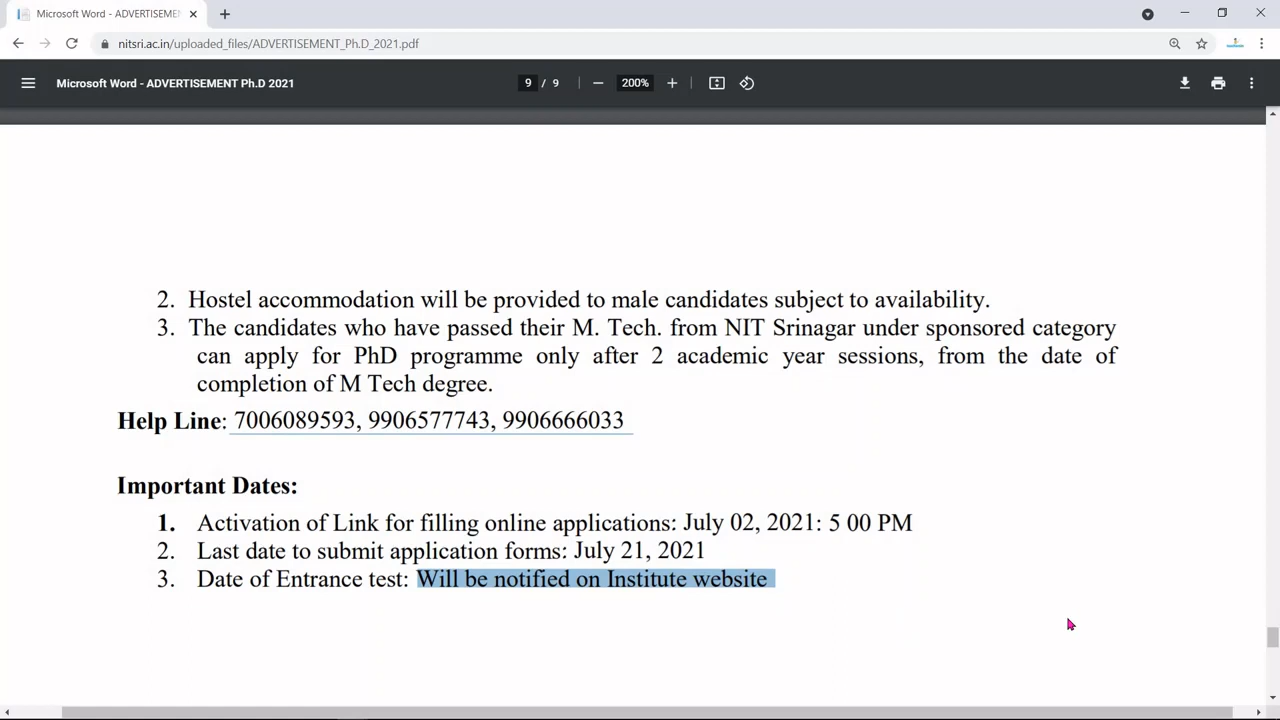 Microsoft Word - ADVERTISEMEN
nitsri.ac.in/uploaded_files/ADVERTISEMENT_Ph.D_2021.pdf
Microsoft Word - ADVERTISEMENT Ph.D 2021
9 / 9
200%
2. Hostel accommodation will be provided to male candidates subject to availability.
3. The candidates who have passed their M. Tech. from NIT Srinagar under sponsored category
can apply for PhD programme only after 2 academic year sessions, from the date of
completion of M Tech degree.
Help Line: 7006089593, 9906577743, 9906666033
Important Dates:
1. Activation of Link for filling online applications: July 02, 2021: 5 00 PM
2. Last date to submit application forms: July 21, 2021
3. Date of Entrance test: Will be notified on Institute website